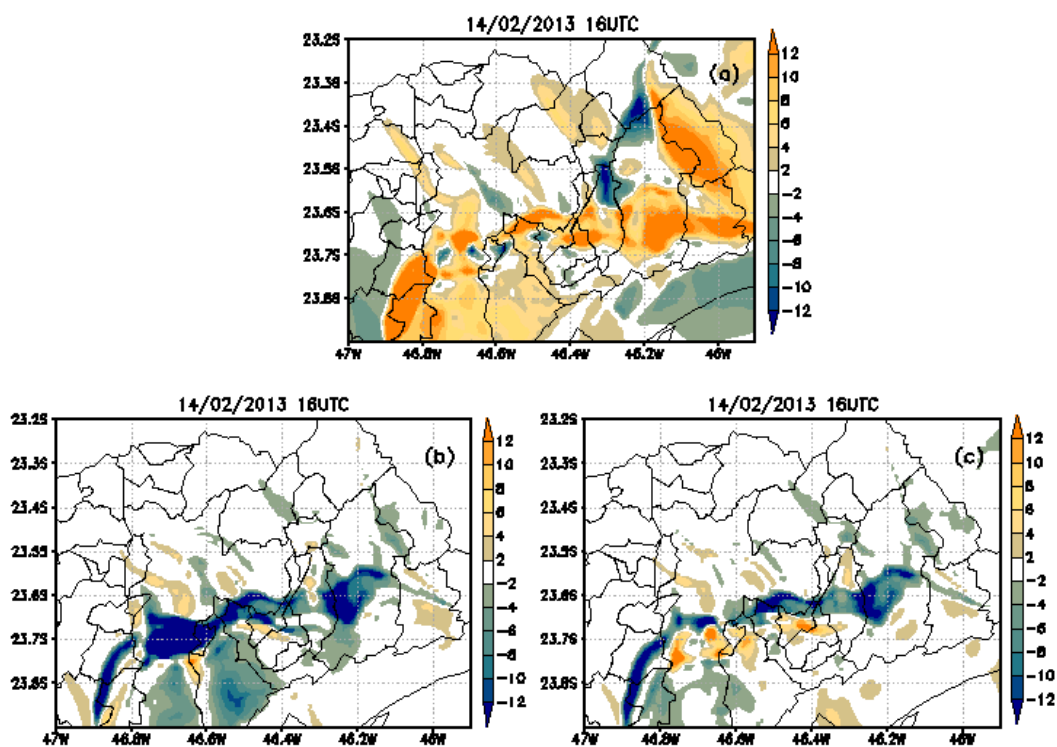 14/02/2013 16UTC
(a)
23.2S
23.3S
23.4S
23.5S
23.6S
23.7S
23.8S
47W 46.8W 46.6W 46.4W 46.2W 46W
12
10
8
6
4
2
-2
-4
-6
-8
-10
-12
14/02/2013 16UTC
(b)
23.2S
23.3S
23.4S
23.5S
23.6S
23.7S
23.8S
47W 46.8W 46.6W 46.4W 46.2W 46W
12
10
8
6
4
2
-2
-4
-6
-8
-10
-12
14/02/2013 16UTC
(c)
23.2S
23.3S
23.4S
23.5S
23.6S
23.7S
23.8S
47W 46.8W 46.6W 46.4W 46.2W 46W
12
10
8
6
4
2
-2
-4
-6
-8
-10
-12